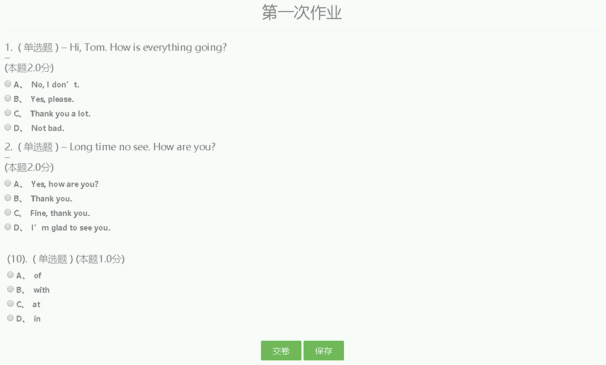 第一次作业
1. ( 单选题 ) – Hi, Tom. How is everything going?
–
(本题2.0分)
A、 No, I don't.
B、 Yes, please.
C、 Thank you a lot.
D、 Not bad.
2. ( 单选题 ) – Long time no see. How are you?
–
(本题2.0分)
A、 Yes, how are you?
B、 Thank you.
C、 Fine, thank you.
D、 I'm glad to see you.
(10). ( 单选题 ) (本题1.0分)
A、 of
B、 with
C、 at
D、 in
交卷 保存